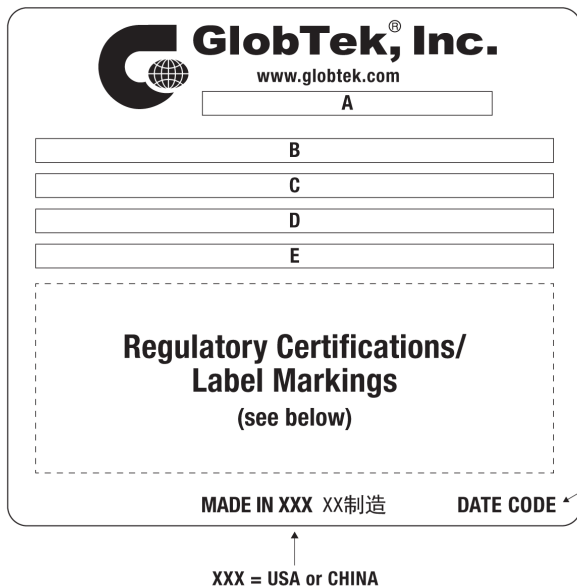 GlobTek®, Inc.
www.globtek.com
A
B
C
D
E
Regulatory Certifications/
Label Markings
(see below)
MADE IN XXX XX制造 DATE CODE
XXX = USA or CHINA